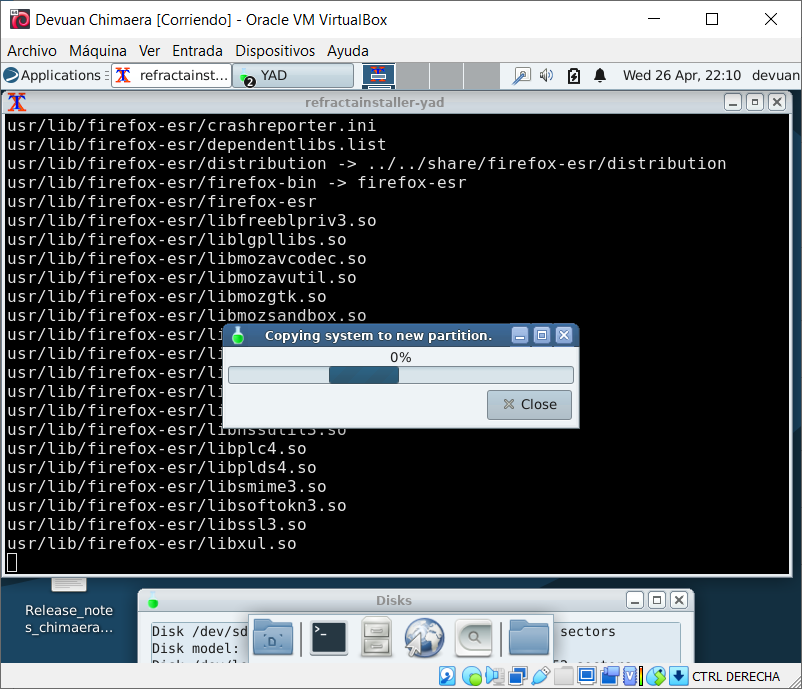 Devuan Chimaera [Corriendo] - Oracle VM VirtualBox
Archivo Máquina Ver Entrada Dispositivos Ayuda
Applications refractainst... 2 YAD Wed 26 Apr, 22:10 devuan
refractainstaller-yad
usr/lib/firefox-esr/crashreporter.ini
usr/lib/firefox-esr/dependentlibs.list
usr/lib/firefox-esr/distribution -> ../../share/firefox-esr/distribution
usr/lib/firefox-esr/firefox-bin -> firefox-esr
usr/lib/firefox-esr/firefox-esr
usr/lib/firefox-esr/libfreeblpriv3.so
usr/lib/firefox-esr/liblgpllibs.so
usr/lib/firefox-esr/libmozavcodec.so
usr/lib/firefox-esr/libmozavutil.so
usr/lib/firefox-esr/libmozgtk.so
usr/lib/firefox-esr/libmozsandbox.so
usr/lib/firefox-esr/li
usr/lib/firefox-esr/li
usr/lib/firefox-esr/li
usr/lib/firefox-esr/li
usr/lib/firefox-esr/li
usr/lib/firefox-esr/libnssutil3.so
usr/lib/firefox-esr/libplc4.so
usr/lib/firefox-esr/libplds4.so
usr/lib/firefox-esr/libsmime3.so
usr/lib/firefox-esr/libsoftokn3.so
usr/lib/firefox-esr/libssl3.so
usr/lib/firefox-esr/libxul.so
Copying system to new partition.
0%
Close
Release_note
s_chimaera...
Disks
Disk /dev/sd sectors
Disk model:
CTRL DERECHA